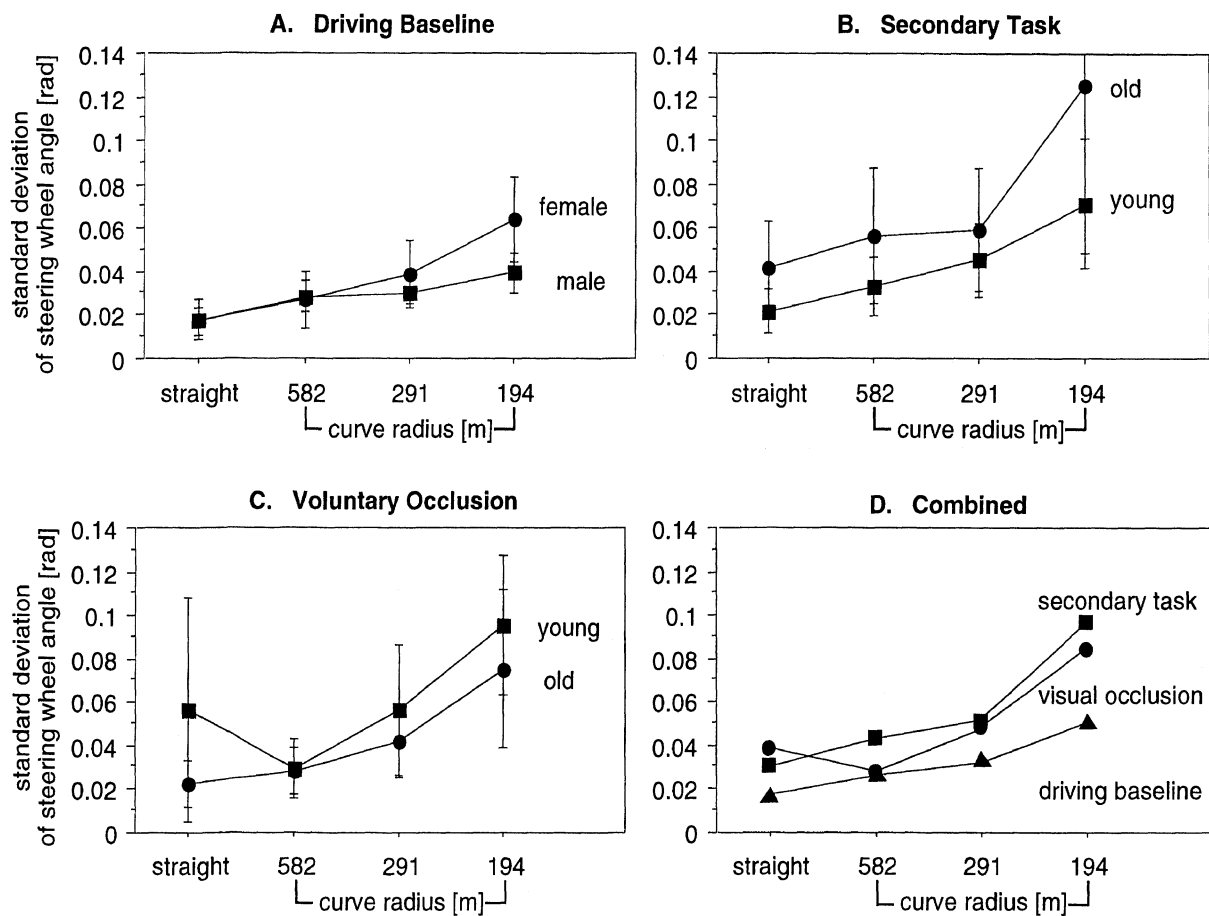 A. Driving Baseline
standard deviation
of steering wheel angle [rad]
0.14
0.12
0.1
0.08
0.06
0.04
0.02
0
female
male
straight 582 291 194
curve radius [m]
B. Secondary Task
0.14
0.12
0.1
0.08
0.06
0.04
0.02
0
old
young
straight 582 291 194
curve radius [m]
C. Voluntary Occlusion
standard deviation
of steering wheel angle [rad]
0.14
0.12
0.1
0.08
0.06
0.04
0.02
0
young
old
straight 582 291 194
curve radius [m]
D. Combined
0.14
0.12
0.1
0.08
0.06
0.04
0.02
0
secondary task
visual occlusion
driving baseline
straight 582 291 194
curve radius [m]